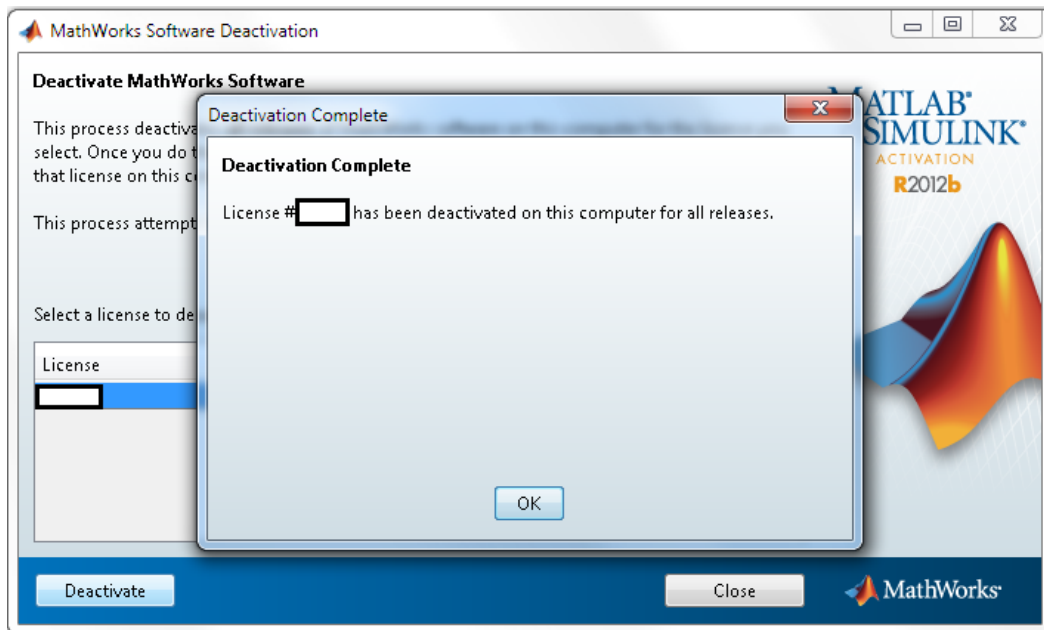 MathWorks Software Deactivation
Deactivate MathWorks Software
This process deactiva
select. Once you do t
that license on this c
This process attempt
Select a license to de
License
Deactivation Complete
Deactivation Complete
License # has been deactivated on this computer for all releases.
OK
MATLAB®
SIMULINK®
ACTIVATION
R2012b
Deactivate
Close
MathWorks®